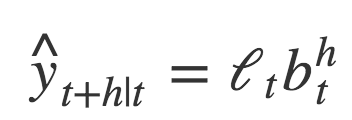 ŷ_{t+h|t} = ℓ_t b_t^h